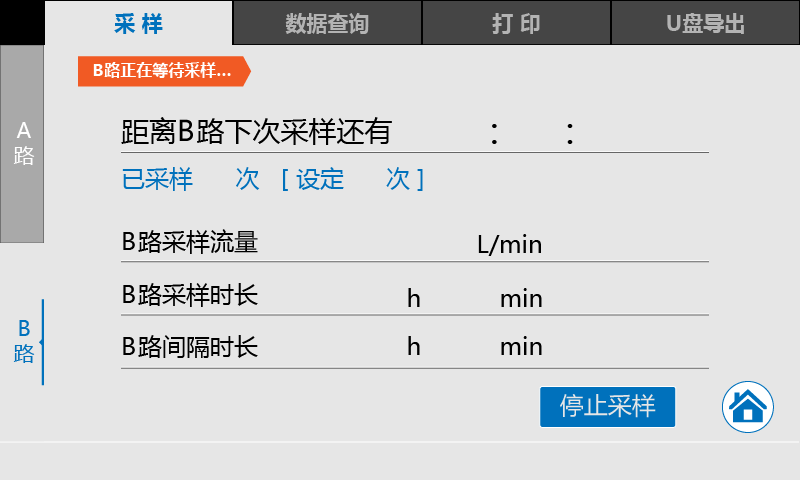 采样 数据查询 打印 U盘导出
B路正在等待采样...
A路
距离B路下次采样还有 : :
已采样 次 [ 设定 次 ]
B路采样流量 L/min
B路采样时长 h min
B路
B路间隔时长 h min
停止采样